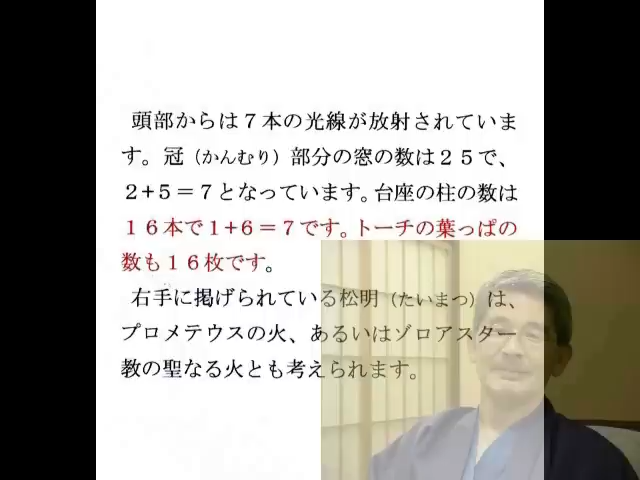 頭部からは７本の光線が放射されていま
す。冠（かんむり）部分の窓の数は２５で、
２+５＝７となっています。台座の柱の数は
１６本で１+６＝７です。トーチの葉っぱの
数も１６枚です。
右手に掲げられている松明（たいまつ）は、
プロメテウスの火、あるいはゾロアスター
教の聖なる火とも考えられます。